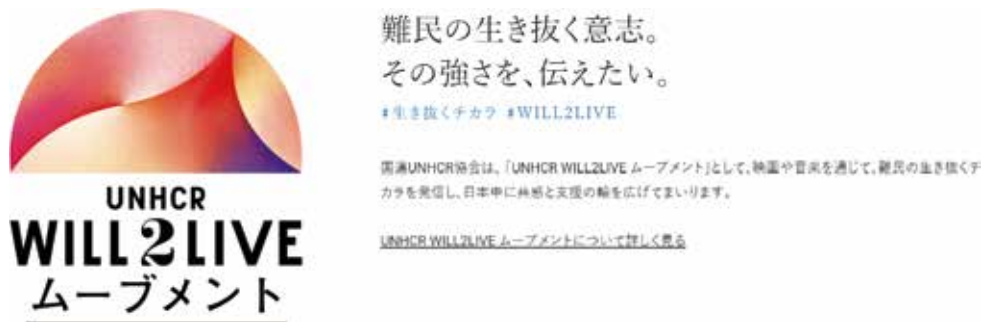 UNHCR
WILL2LIVE
ムーブメント
難民の生き抜く意志。
その強さを、伝えたい。
#生き抜くチカラ #WILL2LIVE
国連UNHCR協会は、「UNHCR WILL2LIVE ムーブメント」として、映画や音楽を通じて、難民の生き抜くチ
カラを発信し、日本中に共感と支援の輪を広げてまいります。
UNHCR WILL2LIVE ムーブメントについて詳しく見る